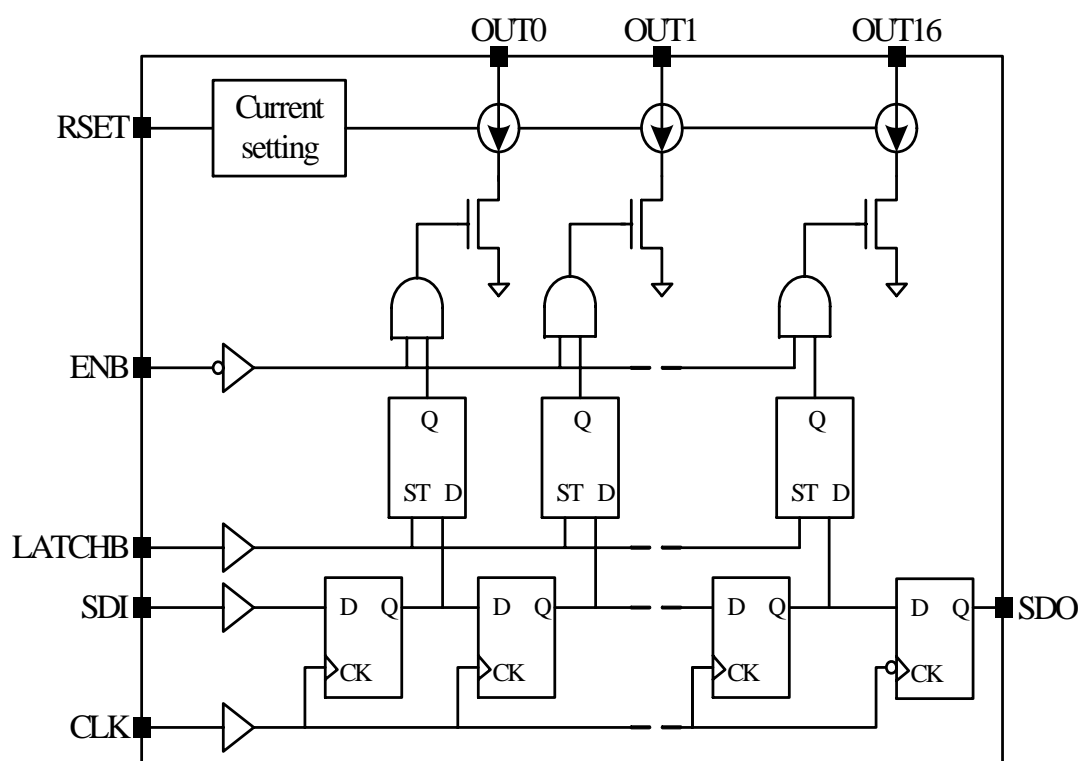 OUT0 OUT1 OUT16
RSET
Current
setting
ENB
Q Q Q
ST D ST D ST D
LATCHB
SDI
D Q D Q D Q D Q
SDO
CK CK CK CK
CLK